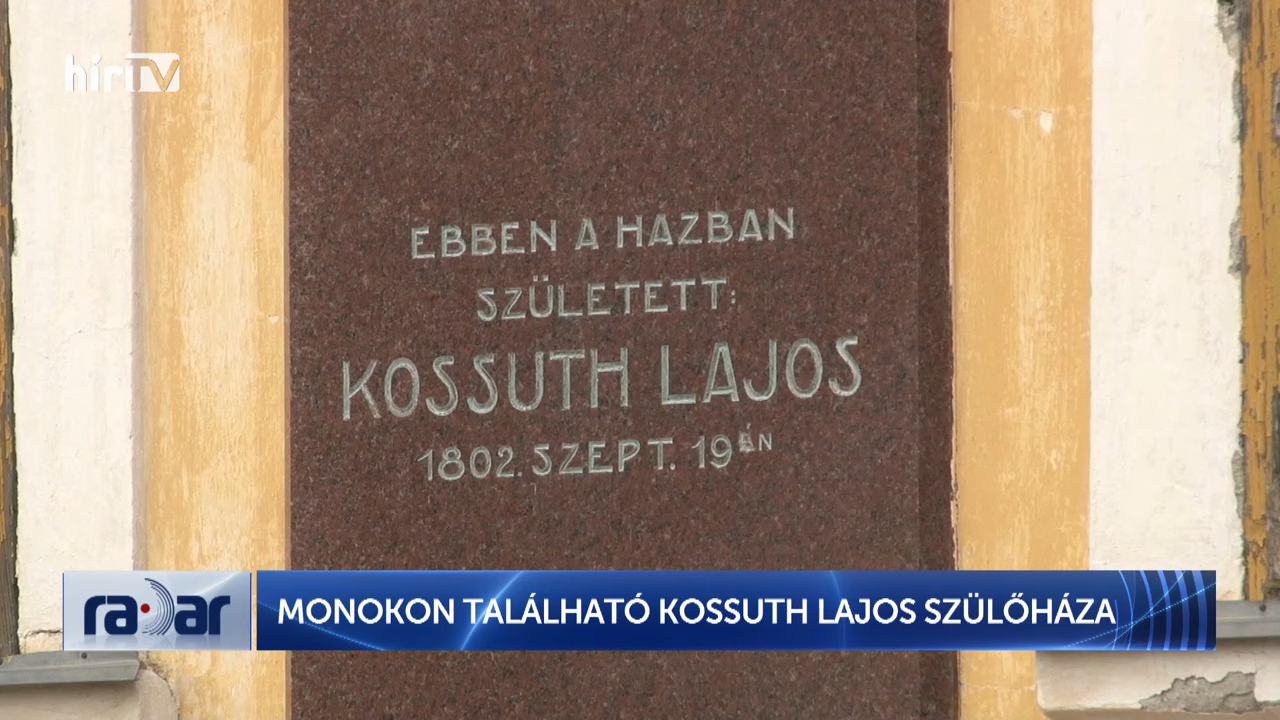 hírTV
EBBEN A HAZBAN
SZÜLETETT:
KOSSUTH LAJOS
1802. SZEPT. 19ÉN
radar
MONOKON TALÁLHATÓ KOSSUTH LAJOS SZÜLŐHÁZA